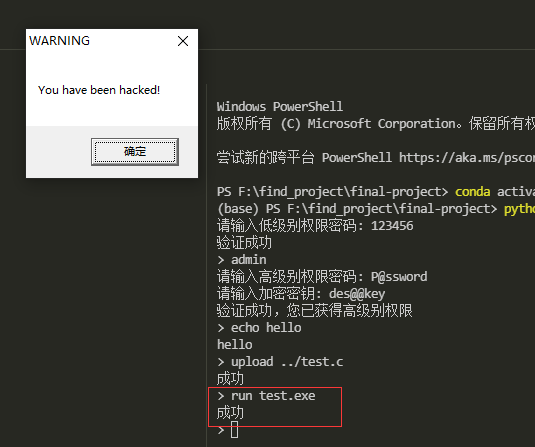 WARNING
You have been hacked!
确定
Windows PowerShell
版权所有 (C) Microsoft Corporation。保留所有权
尝试新的跨平台 PowerShell https://aka.ms/pscor
PS F:\find_project\final-project> conda activa
(base) PS F:\find_project\final-project> pytho
请输入低级别权限密码: 123456
验证成功
> admin
请输入高级别权限密码: P@ssword
请输入加密密钥: des@@key
验证成功，您已获得高级别权限
> echo hello
hello
> upload ../test.c
成功
> run test.exe
成功
>